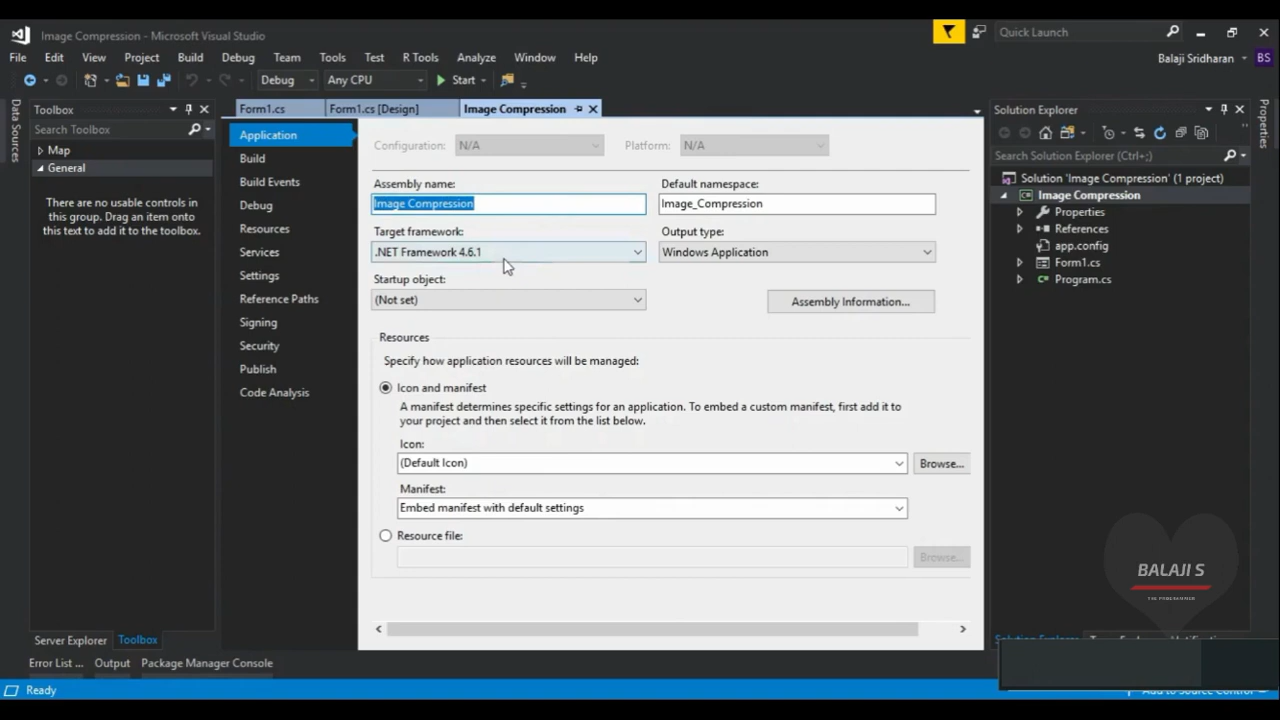 Image Compression - Microsoft Visual Studio
Quick Launch
File Edit View Project Build Debug Team Tools Test R Tools Analyze Window Help
Balaji Sridharan BS
Debug Any CPU Start
Data Sources
Toolbox
Search Toolbox
Map
General
There are no usable controls in
this group. Drag an item onto
this text to add it to the toolbox.
Server Explorer Toolbox
Form1.cs Form1.cs [Design] Image Compression
Application
Build
Build Events
Debug
Resources
Services
Settings
Reference Paths
Signing
Security
Publish
Code Analysis
Configuration: N/A Platform: N/A
Assembly name: Default namespace:
Image Compression Image_Compression
Target framework: Output type:
.NET Framework 4.6.1 Windows Application
Startup object:
(Not set) Assembly Information...
Resources
Specify how application resources will be managed:
Icon and manifest
A manifest determines specific settings for an application. To embed a custom manifest, first add it to
your project and then select it from the list below.
Icon:
(Default Icon) Browse...
Manifest:
Embed manifest with default settings
Resource file:
Browse...
Solution Explorer
Search Solution Explorer (Ctrl+;)
Solution 'Image Compression' (1 project)
Image Compression
Properties
References
app.config
Form1.cs
Program.cs
Properties
BALAJI S
THE PROGRAMMER
Solution Explorer
Error List ... Output Package Manager Console
Ready
Add to Source Control